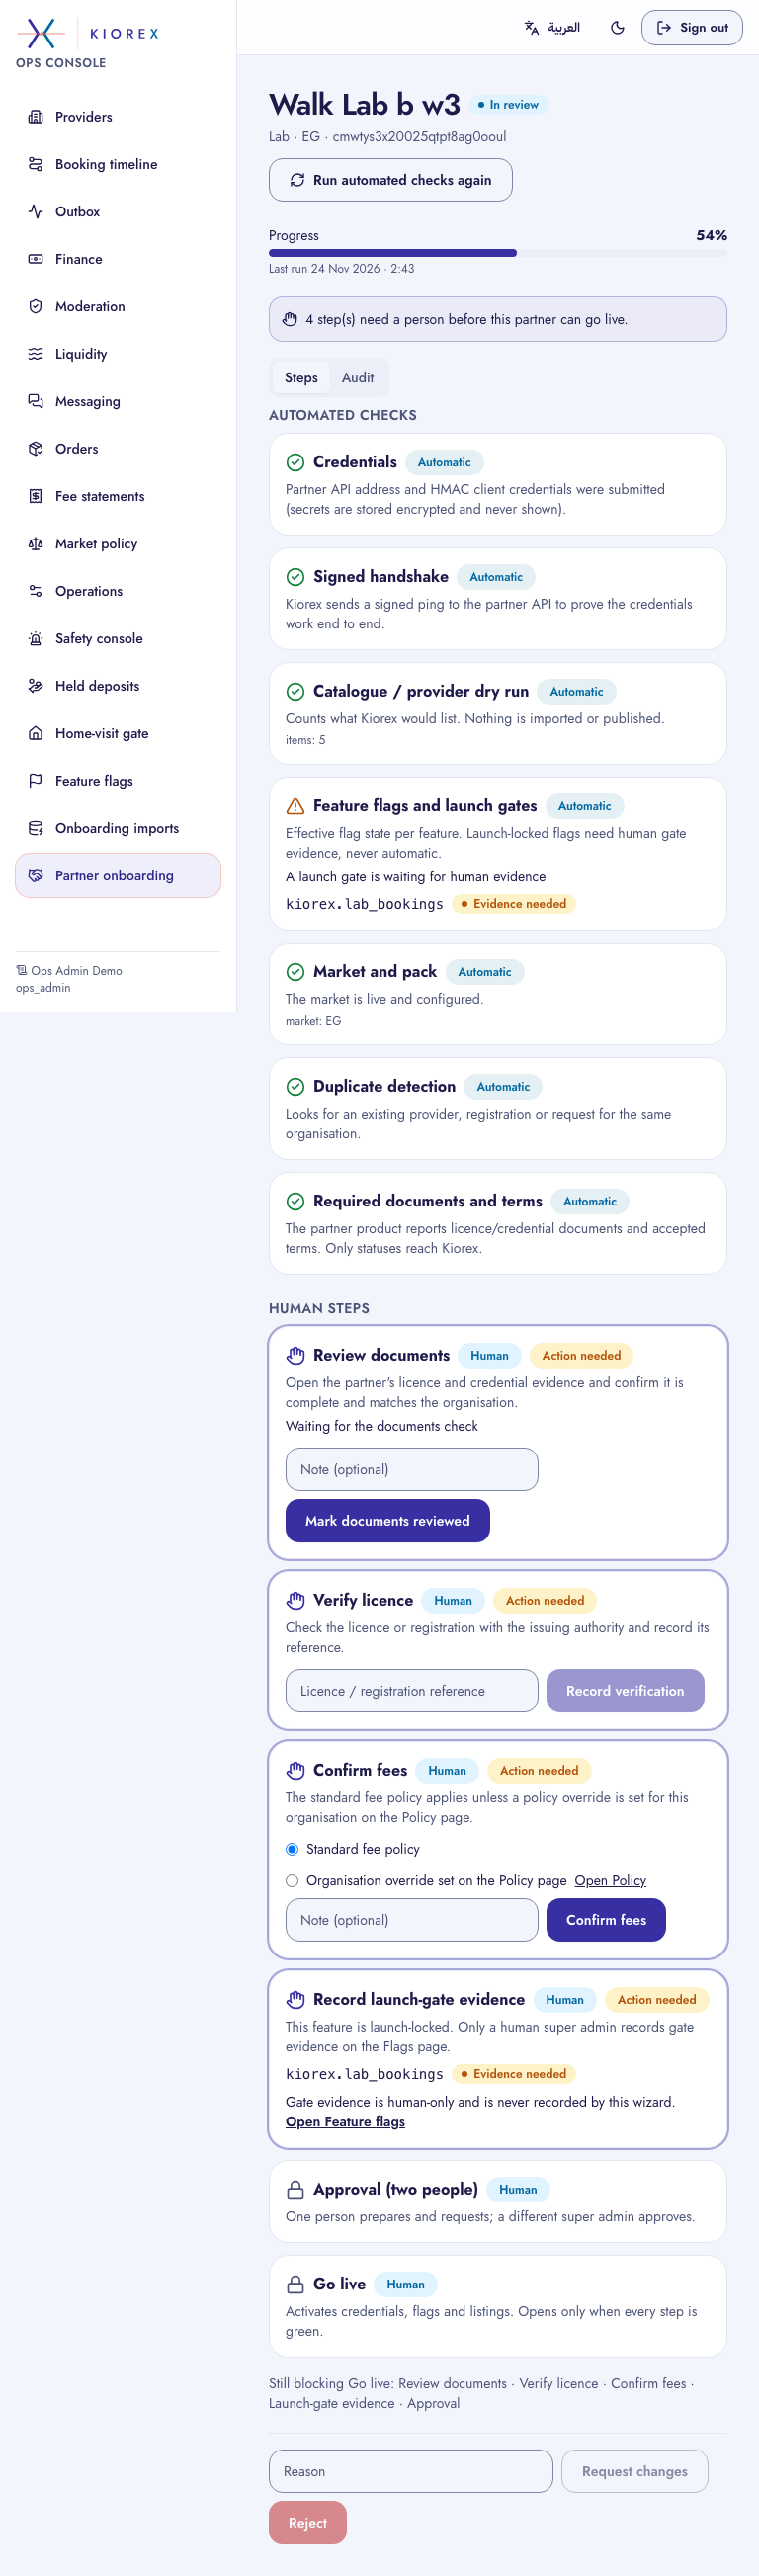 KIOREX
OPS CONSOLE
Providers
Booking timeline
Outbox
Finance
Moderation
Liquidity
Messaging
Orders
Fee statements
Market policy
Operations
Safety console
Held deposits
Home-visit gate
Feature flags
Onboarding imports
Partner onboarding
Ops Admin Demo
ops_admin
العربية
Sign out
Walk Lab b w3 In review
Lab · EG · cmwtys3x20025qtpt8ag0ooul
Run automated checks again
Progress 54%
Last run 24 Nov 2026 · 2:43
4 step(s) need a person before this partner can go live.
Steps Audit
AUTOMATED CHECKS
Credentials Automatic
Partner API address and HMAC client credentials were submitted
(secrets are stored encrypted and never shown).
Signed handshake Automatic
Kiorex sends a signed ping to the partner API to prove the credentials
work end to end.
Catalogue / provider dry run Automatic
Counts what Kiorex would list. Nothing is imported or published.
items: 5
Feature flags and launch gates Automatic
Effective flag state per feature. Launch-locked flags need human gate
evidence, never automatic.
A launch gate is waiting for human evidence
kiorex.lab_bookings Evidence needed
Market and pack Automatic
The market is live and configured.
market: EG
Duplicate detection Automatic
Looks for an existing provider, registration or request for the same
organisation.
Required documents and terms Automatic
The partner product reports licence/credential documents and accepted
terms. Only statuses reach Kiorex.
HUMAN STEPS
Review documents Human Action needed
Open the partner's licence and credential evidence and confirm it is
complete and matches the organisation.
Waiting for the documents check
Note (optional)
Mark documents reviewed
Verify licence Human Action needed
Check the licence or registration with the issuing authority and record its
reference.
Licence / registration reference Record verification
Confirm fees Human Action needed
The standard fee policy applies unless a policy override is set for this
organisation on the Policy page.
Standard fee policy
Organisation override set on the Policy page Open Policy
Note (optional) Confirm fees
Record launch-gate evidence Human Action needed
This feature is launch-locked. Only a human super admin records gate
evidence on the Flags page.
kiorex.lab_bookings Evidence needed
Gate evidence is human-only and is never recorded by this wizard.
Open Feature flags
Approval (two people) Human
One person prepares and requests; a different super admin approves.
Go live Human
Activates credentials, flags and listings. Opens only when every step is
green.
Still blocking Go live: Review documents · Verify licence · Confirm fees ·
Launch-gate evidence · Approval
Reason Request changes
Reject